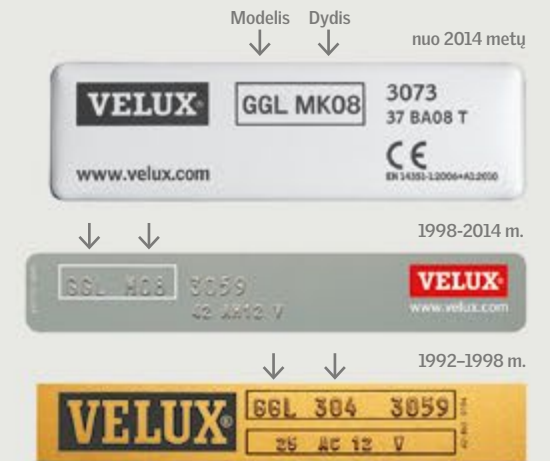 Modelis Dydis
nuo 2014 metų
VELUX®
GGL MK08
3073
37 BA08 T
CE
www.velux.com
EN 14351-1:2006+A1:2010
1998-2014 m.
GGL M08 3059
42 AH12 V
VELUX®
www.velux.com
1992–1998 m.
VELUX®
GGL 304 3059
25 AC 12 V